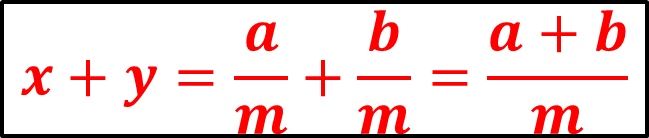 x + y = a/m + b/m = (a + b)/m